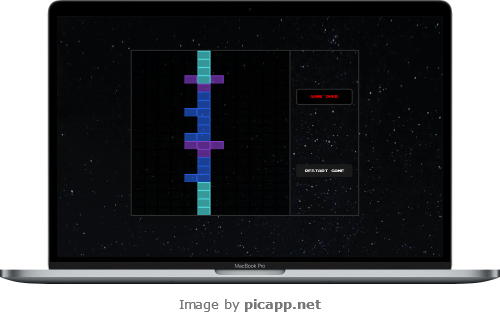 GAME OVER
RESTART GAME
MacBook Pro
Image by picapp.net